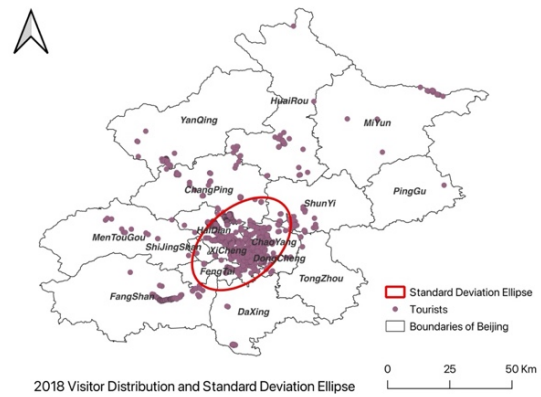 HuaiRou
YanQing
MiYun
ChangPing
PingGu
ShunYi
HaiDian
MenTouGou
ChaoYang
ShiJingShan
XiCheng
DongCheng
FengTai
TongZhou
FangShan
DaXing
Standard Deviation Ellipse
Tourists
Boundaries of Beijing
0 25 50 Km
2018 Visitor Distribution and Standard Deviation Ellipse